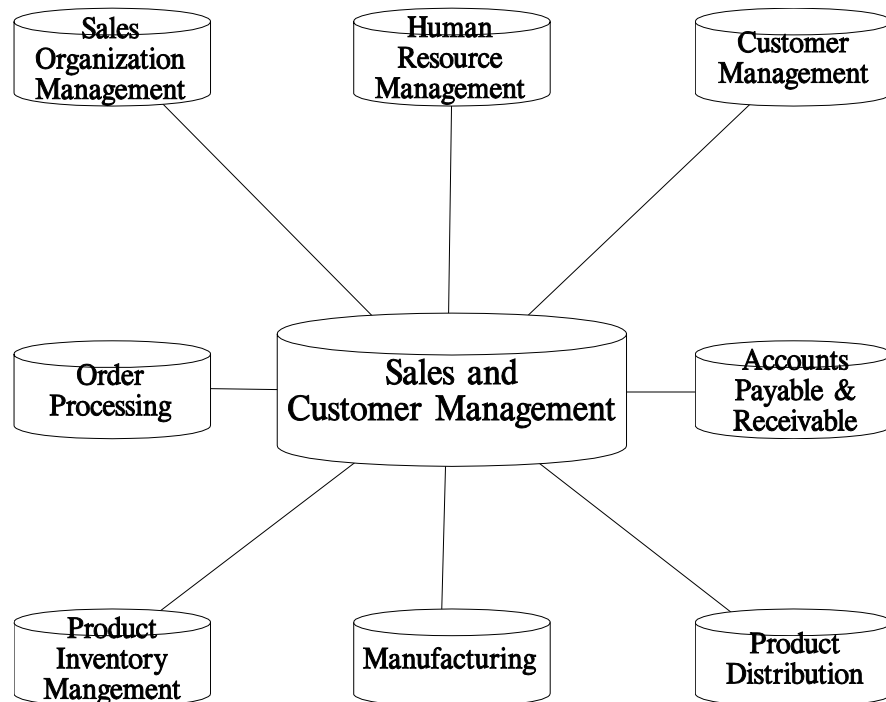 Sales
Organization
Management
Human
Resource
Management
Customer
Management
Order
Processing
Sales and
Customer Management
Accounts
Payable &
Receivable
Product
Inventory
Mangement
Manufacturing
Product
Distribution